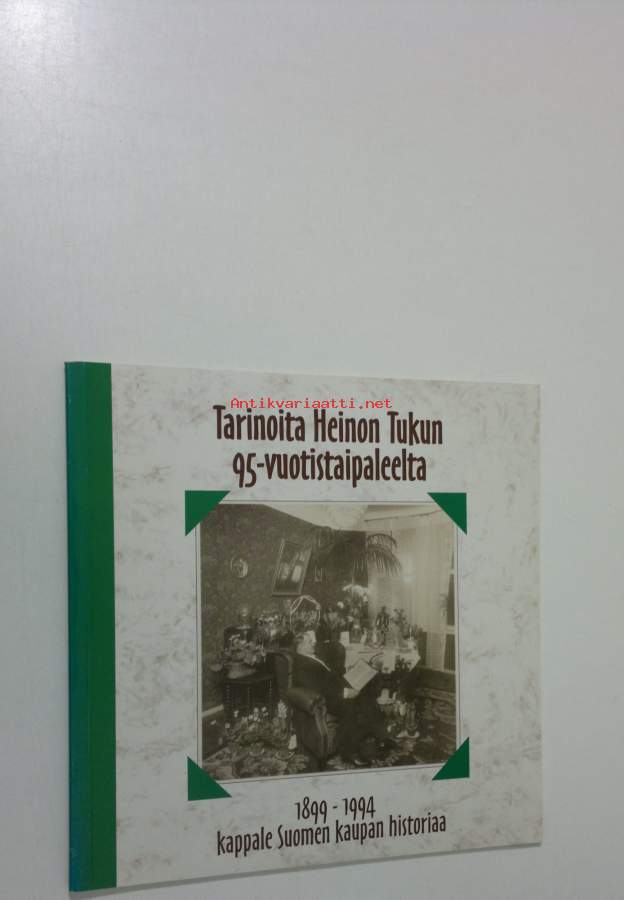 Antikvariaatti.net
Tarinoita Heinon Tukun
95-vuotistaipaleelta
1899 - 1994
kappale Suomen kaupan historiaa